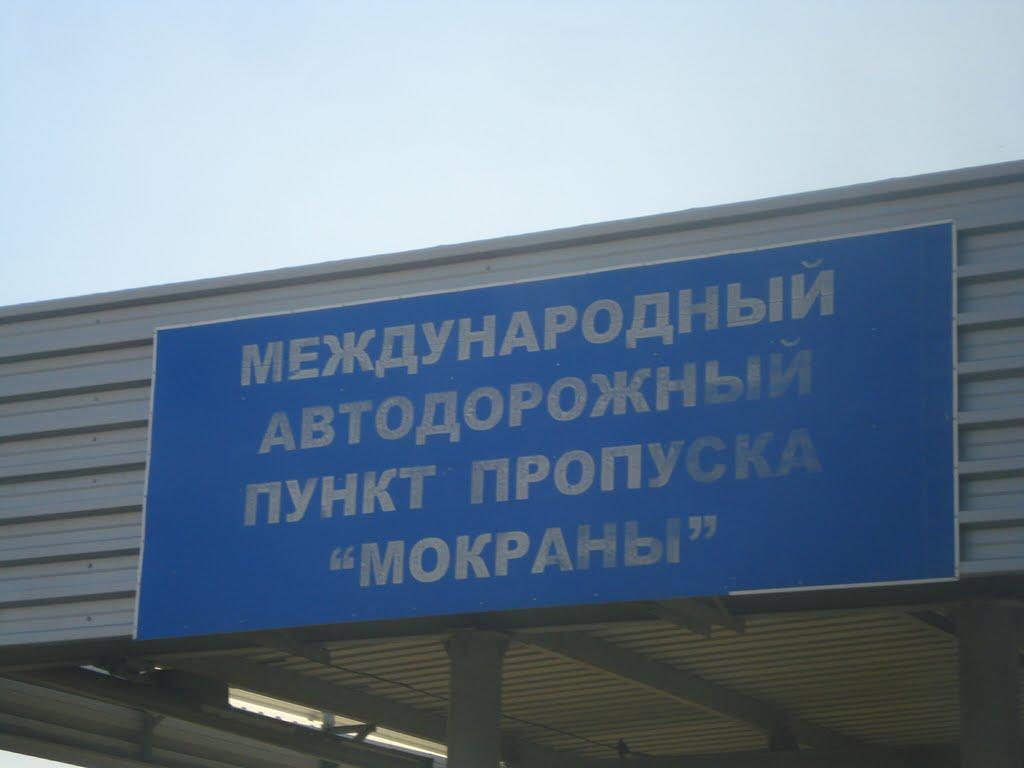 МЕЖДУНАРОДНЫЙ
АВТОДОРОЖНЫЙ
ПУНКТ ПРОПУСКА
“МОКРАНЫ”